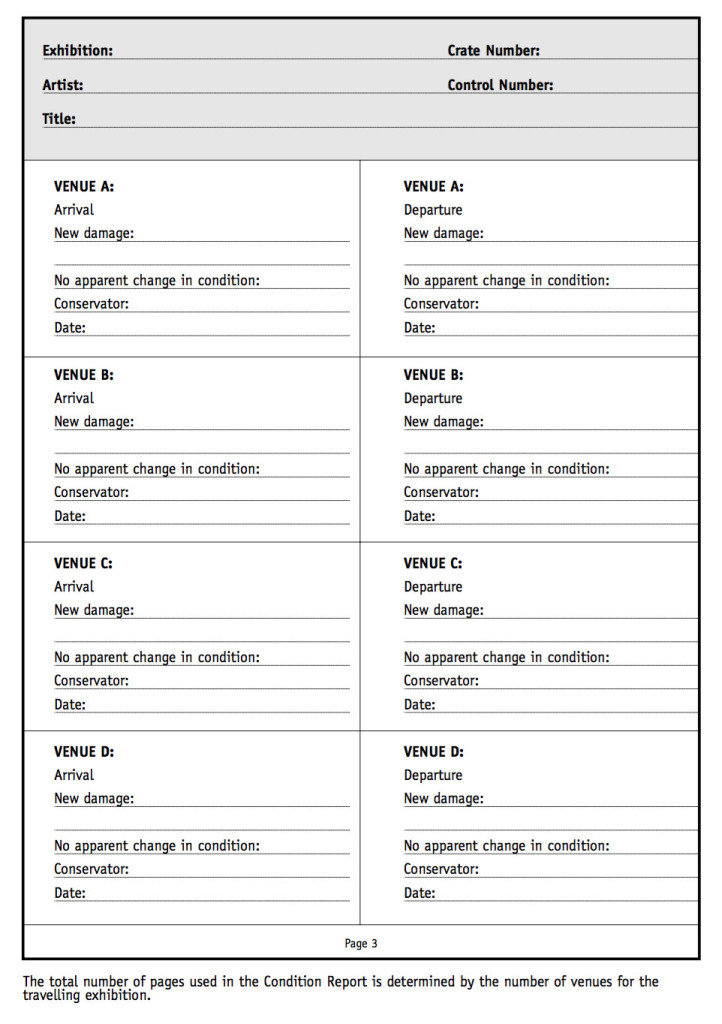 Exhibition: Crate Number:
Artist: Control Number:
Title:
VENUE A:
Arrival
New damage:
No apparent change in condition:
Conservator:
Date:
VENUE A:
Departure
New damage:
No apparent change in condition:
Conservator:
Date:
VENUE B:
Arrival
New damage:
No apparent change in condition:
Conservator:
Date:
VENUE B:
Departure
New damage:
No apparent change in condition:
Conservator:
Date:
VENUE C:
Arrival
New damage:
No apparent change in condition:
Conservator:
Date:
VENUE C:
Departure
New damage:
No apparent change in condition:
Conservator:
Date:
VENUE D:
Arrival
New damage:
No apparent change in condition:
Conservator:
Date:
VENUE D:
Departure
New damage:
No apparent change in condition:
Conservator:
Date:
Page 3
The total number of pages used in the Condition Report is determined by the number of venues for the
travelling exhibition.